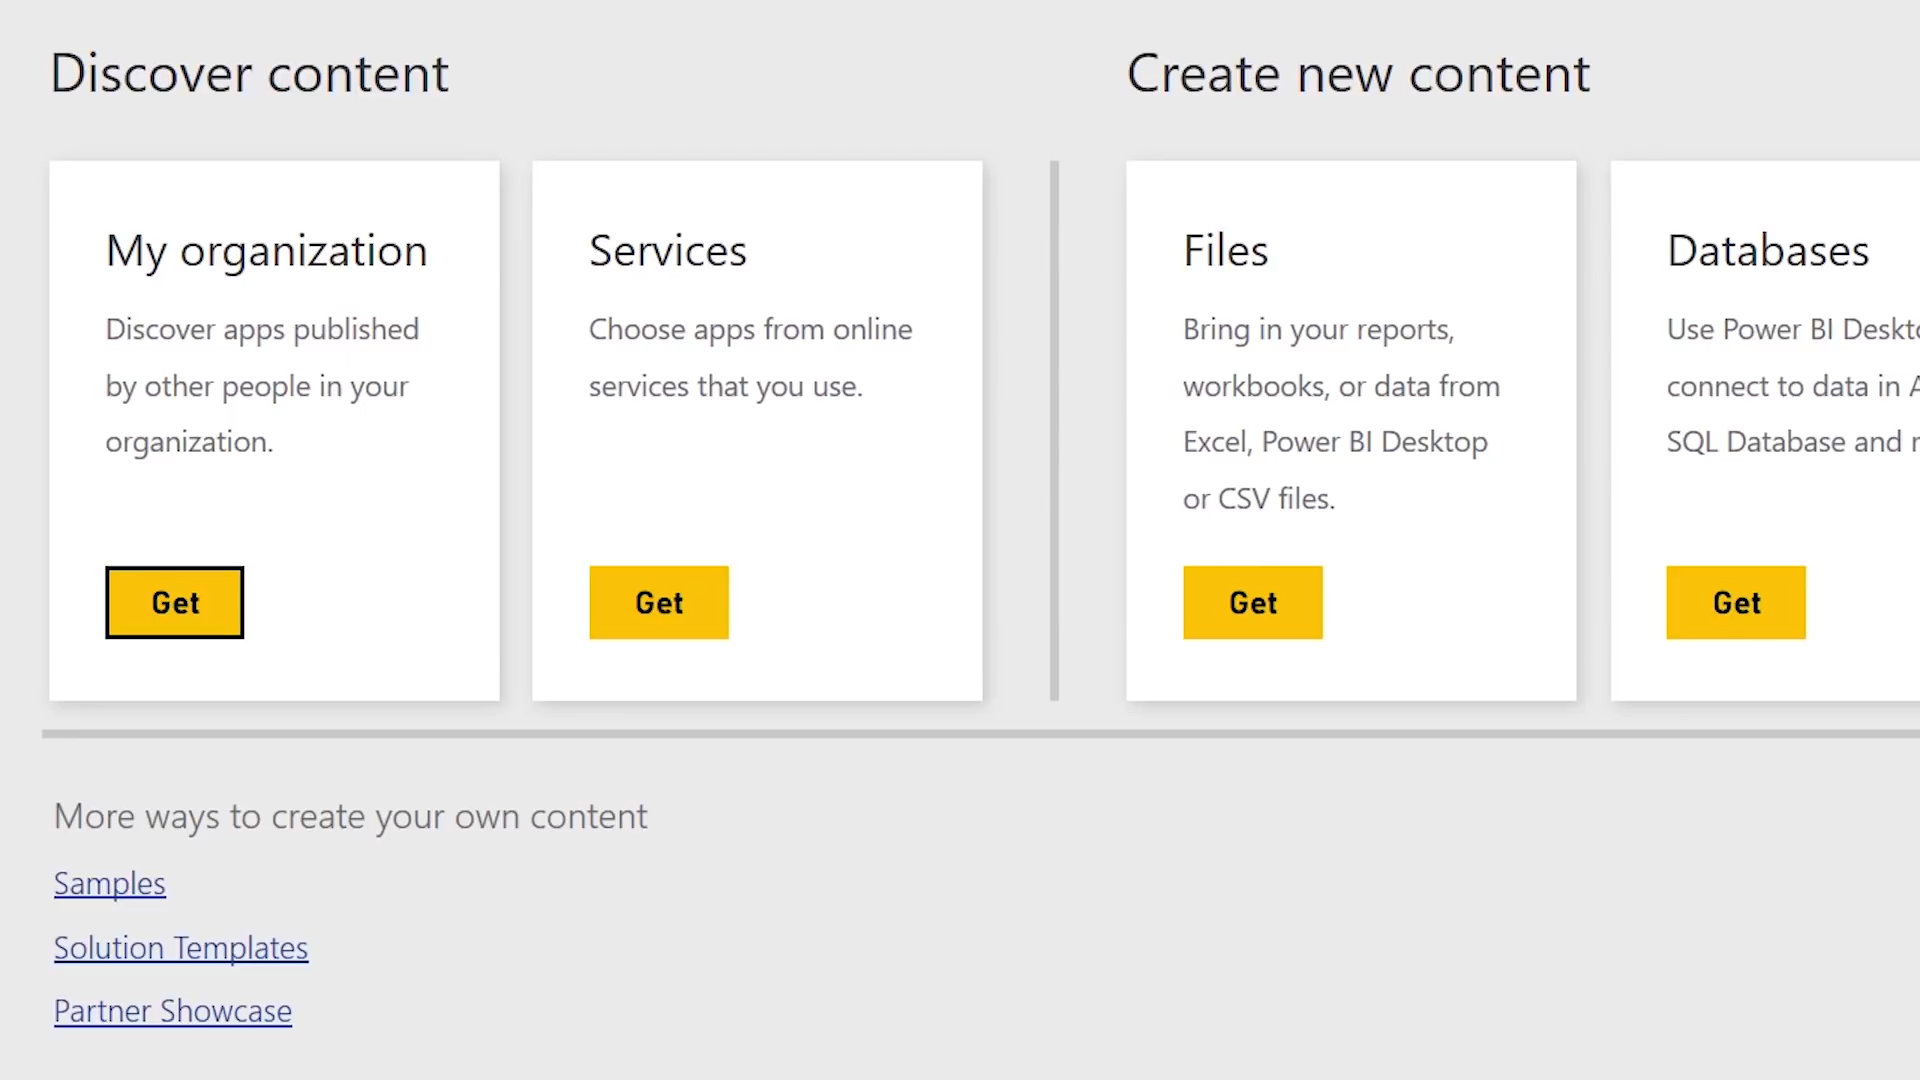 Discover content
Create new content
My organization
Discover apps published
by other people in your
organization.
Get
Services
Choose apps from online
services that you use.
Get
Files
Bring in your reports,
workbooks, or data from
Excel, Power BI Desktop
or CSV files.
Get
Databases
Use Power BI
connect to data in
SQL Database and
Get
More ways to create your own content
Samples
Solution Templates
Partner Showcase